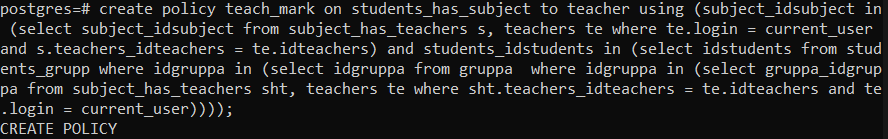 postgres=# create policy teach_mark on students_has_subject to teacher using (subject_idsubject in
 (select subject_idsubject from subject_has_teachers s, teachers te where te.login = current_user
and s.teachers_idteachers = te.idteachers) and students_idstudents in (select idstudents from stud
ents_grupp where idgruppa in (select idgruppa from gruppa  where idgruppa in (select gruppa_idgrup
pa from subject_has_teachers sht, teachers te where sht.teachers_idteachers = te.idteachers and te
.login = current_user))));
CREATE POLICY